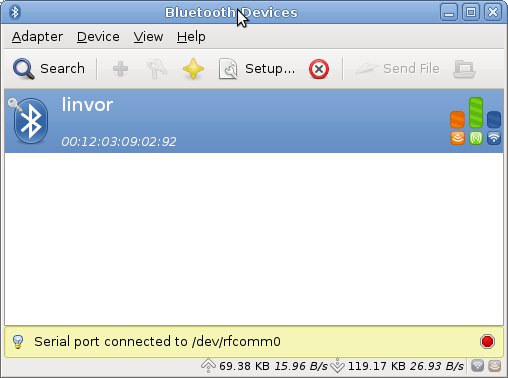 Bluetooth Devices
Adapter Device View Help
Search Setup... Send File
linvor
00:12:03:09:02:92
Serial port connected to /dev/rfcomm0
69.38 KB 15.96 B/s 119.17 KB 26.93 B/s